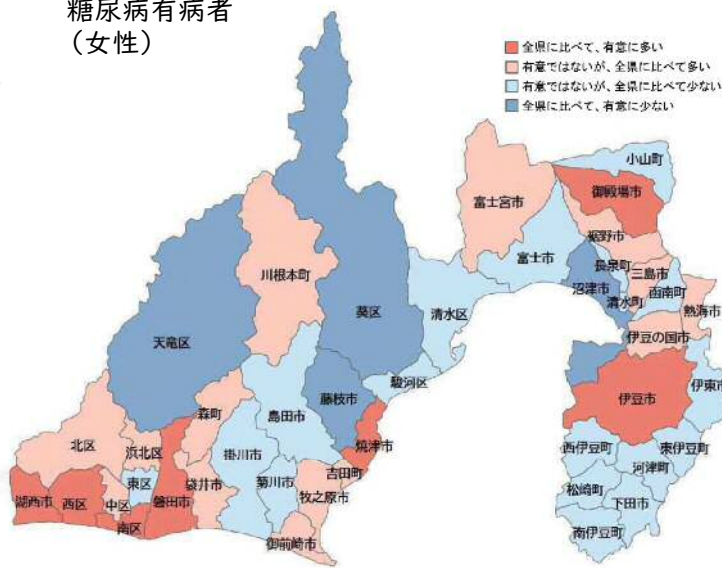 糖尿病有病者
（女性）
全県に比べて、有意に多い
有意ではないが、全県に比べて多い
有意ではないが、全県に比べて少ない
全県に比べて、有意に少ない
小山町
御殿場市
富士宮市
裾野市
富士市
長泉町
三島市
沼津市
清水町
函南町
熱海市
伊豆の国市
川根本町
葵区
清水区
天竜区
駿河区
藤枝市
伊豆市
伊東市
島田市
森町
焼津市
北区
浜北区
掛川市
西伊豆町
東伊豆町
吉田町
河津町
東区
菊川市
袋井市
牧之原市
松崎町
湖西市
西区
中区
磐田市
下田市
南区
南伊豆町
御前崎市